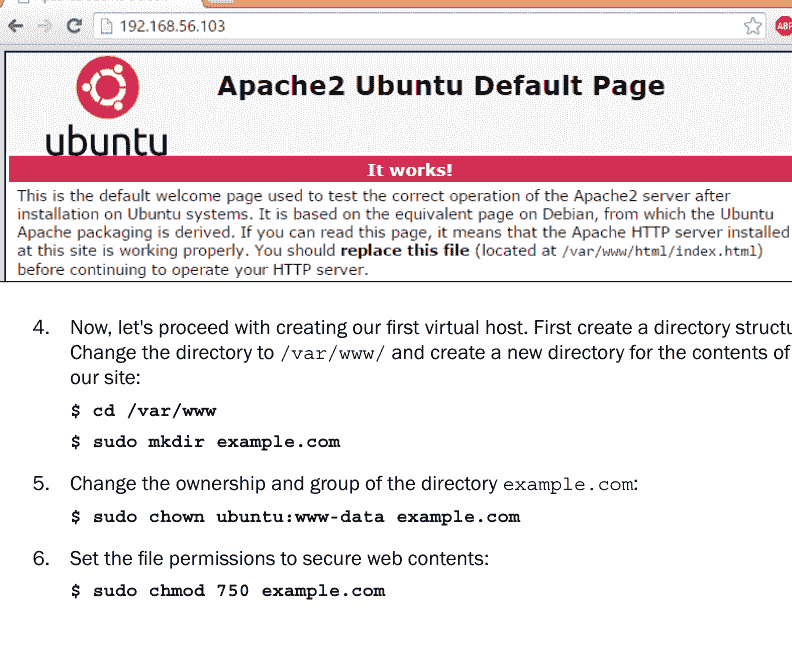 192.168.56.103
ABP
Apache2 Ubuntu Default Page
ubuntu
It works!
This is the default welcome page used to test the correct operation of the Apache2 server after
installation on Ubuntu systems. It is based on the equivalent page on Debian, from which the Ubuntu
Apache packaging is derived. If you can read this page, it means that the Apache HTTP server installed
at this site is working properly. You should replace this file (located at /var/www/html/index.html)
before continuing to operate your HTTP server.
4. Now, let's proceed with creating our first virtual host. First create a directory structu
Change the directory to /var/www/ and create a new directory for the contents of
our site:
$ cd /var/www
$ sudo mkdir example.com
5. Change the ownership and group of the directory example.com:
$ sudo chown ubuntu:www-data example.com
6. Set the file permissions to secure web contents:
$ sudo chmod 750 example.com